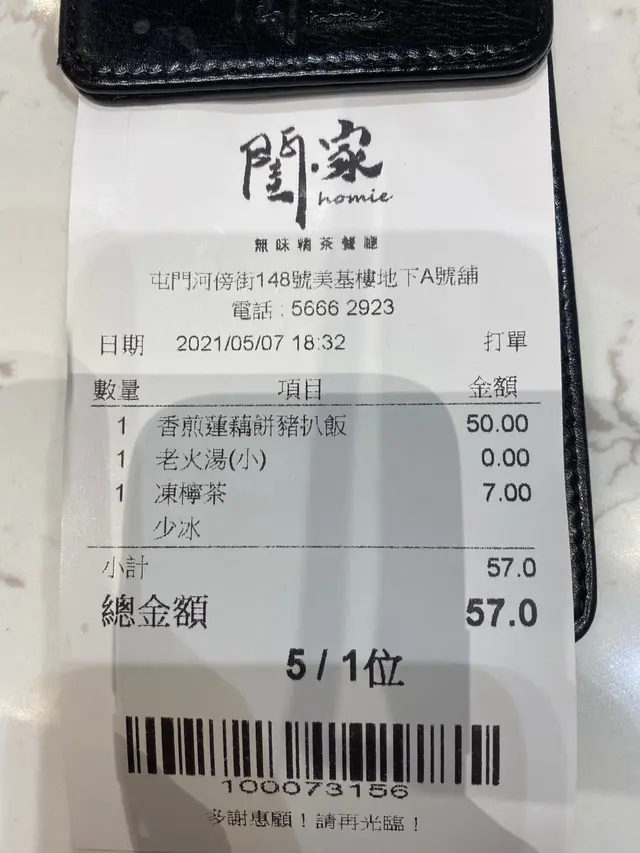 閨家
homie
無味精茶餐廳
屯門河傍街148號美基樓地下A號舖
電話 : 5666 2923
日期 2021/05/07 18:32 打單
數量 項目 金額
1 香煎蓮藕餅豬扒飯 50.00
1 老火湯(小) 0.00
1 凍檸茶 7.00
少冰
小計 57.0
總金額 57.0
5 / 1位
100073156
多謝惠顧！請再光臨！